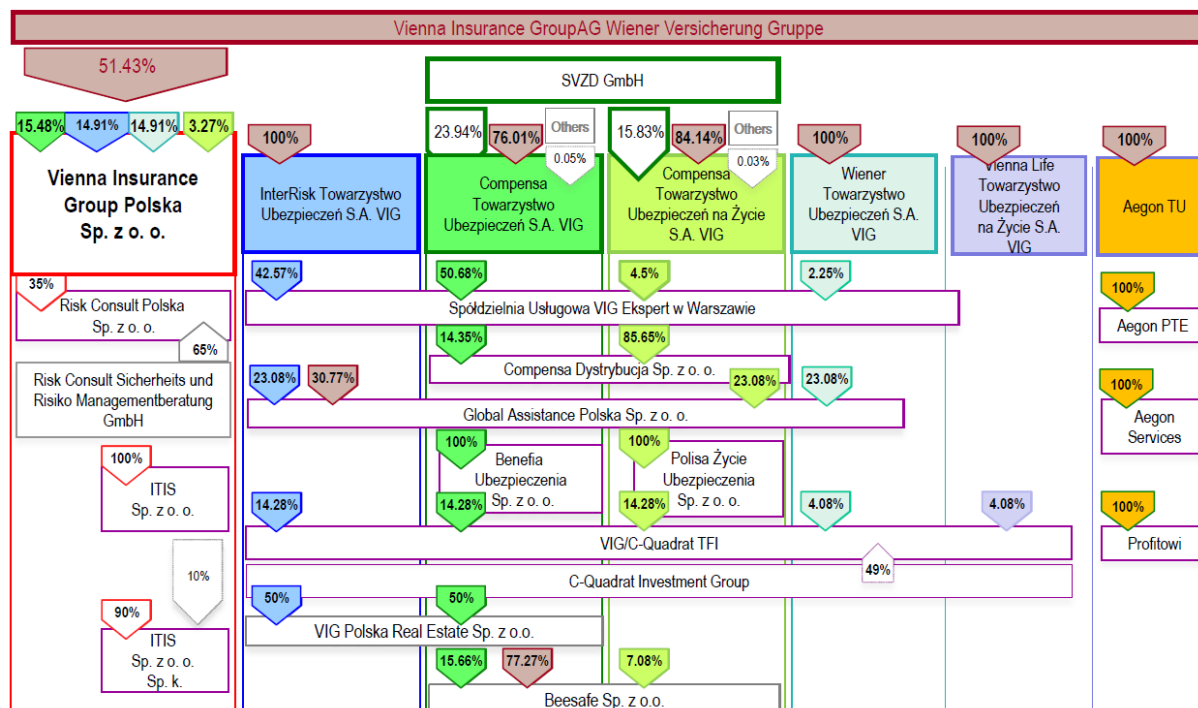 Vienna Insurance GroupAG Wiener Versicherung Gruppe
51.43%
SVZD GmbH
15.48% 14.91% 14.91% 3.27%
100%
23.94% 76.01% Others 0.05%
15.83% 84.14% Others 0.03%
100%
100%
100%
Vienna Insurance
Group Polska
Sp. z o. o.
InterRisk Towarzystwo
Ubezpieczeń S.A. VIG
Compensa
Towarzystwo
Ubezpieczeń S.A. VIG
Compensa
Towarzystwo
Ubezpieczeń na Życie
S.A. VIG
Wiener
Towarzystwo
Ubezpieczeń S.A.
VIG
Vienna Life
Towarzystwo
Ubezpieczeń
na Życie S.A.
VIG
Aegon TU
35%
Risk Consult Polska
Sp. z o. o.
65%
Risk Consult Sicherheits und
Risiko Managementberatung
GmbH
100%
ITIS
Sp. z o. o.
10%
90%
ITIS
Sp. z o. o.
Sp. k.
42.57% 50.68% 4.5% 2.25%
Spółdzielnia Usługowa VIG Ekspert w Warszawie
14.35% 85.65%
Compensa Dystrybucja Sp. z o. o.
23.08% 30.77% 23.08% 23.08%
Global Assistance Polska Sp. z o. o.
100%
Benefia
Ubezpieczenia
Sp. z o. o.
100%
Polisa Życie
Ubezpieczenia
Sp. z o. o.
14.28% 14.28% 14.28% 4.08% 4.08%
VIG/C-Quadrat TFI
49%
C-Quadrat Investment Group
50% 50%
VIG Polska Real Estate Sp. z o.o.
15.66% 77.27% 7.08%
Beesafe Sp. z o.o.
100%
Aegon PTE
100%
Aegon
Services
100%
Profitowi